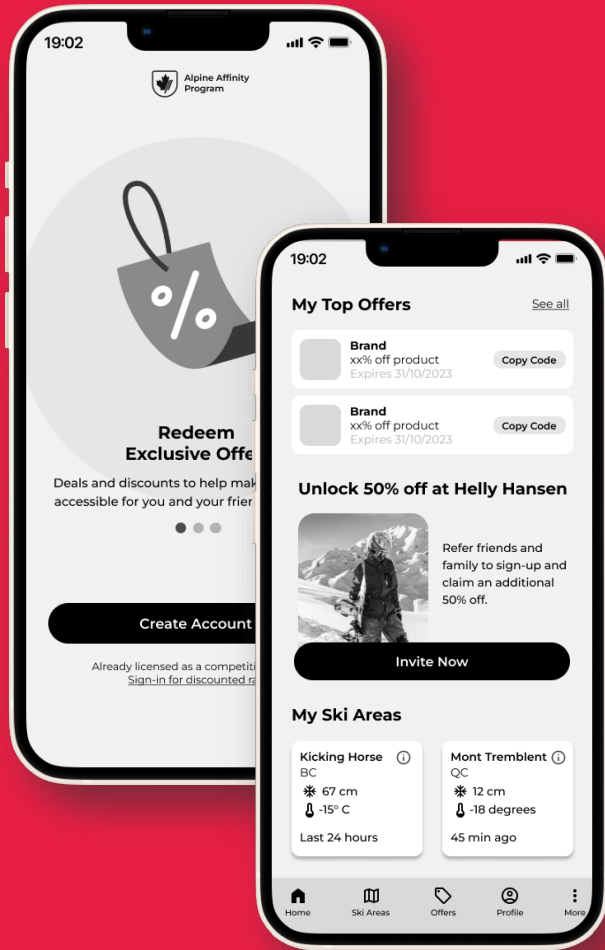 19:02
Alpine Affinity
Program
Redeem
Exclusive
Deals and discounts to help
accessible for you and your
Create Account
Already licensed as a
Sign-in for discounted
19:02
My Top Offers
See all
Brand
xx% off product
Expires 31/10/2023
Copy Code
Brand
xx% off product
Expires 31/10/2023
Copy Code
Unlock 50% off at Helly Hansen
Refer friends and
family to sign-up and
claim an additional
50% off.
Invite Now
My Ski Areas
Kicking Horse
BC
67 cm
-15° C
Last 24 hours
Mont Tremblent
QC
12 cm
-18 degrees
45 min ago
Home
Ski Areas
Offers
Profile
More